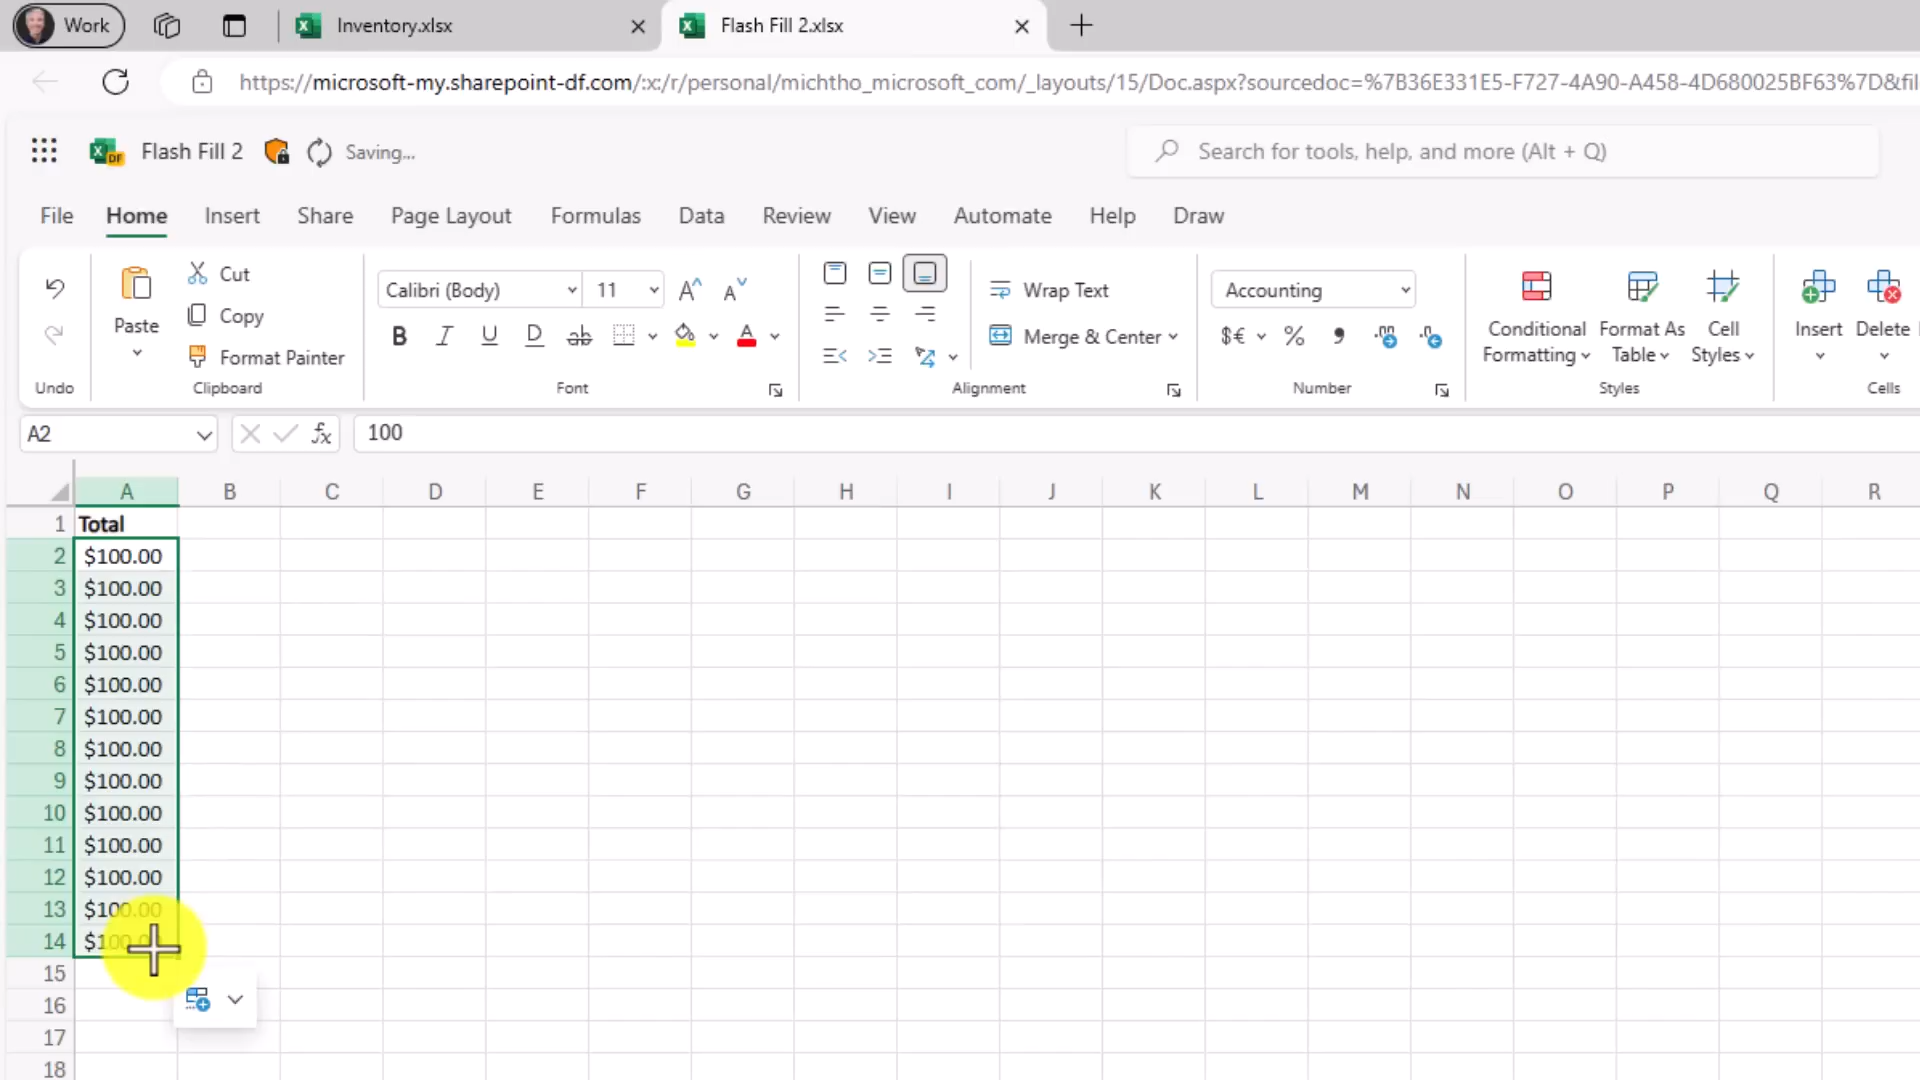 Work
Inventory.xlsx
Flash Fill 2.xlsx
https://microsoft-my.sharepoint-df.com/:x:/r/personal/michtho_microsoft_com/_layouts/15/Doc.aspx?sourcedoc=%7B36E331E5-F727-4A90-A458-4D680025BF63%7D&fil
DF
Flash Fill 2
Saving...
Search for tools, help, and more (Alt + Q)
File Home Insert Share Page Layout Formulas Data Review View Automate Help Draw
Undo
Paste
Cut
Copy
Format Painter
Clipboard
Calibri (Body)
11
A^ A˅
B I U D ab A
Font
Wrap Text
Merge & Center
Alignment
Accounting
$€ % 9 .00 .0
Number
Conditional Formatting
Format As Table
Cell Styles
Styles
Insert
Delete
Cells
A2
fx
100
A B C D E F G H I J K L M N O P Q R
1 Total
2 $100.00
3 $100.00
4 $100.00
5 $100.00
6 $100.00
7 $100.00
8 $100.00
9 $100.00
10 $100.00
11 $100.00
12 $100.00
13 $100.00
14 $100.00
15
16
17
18